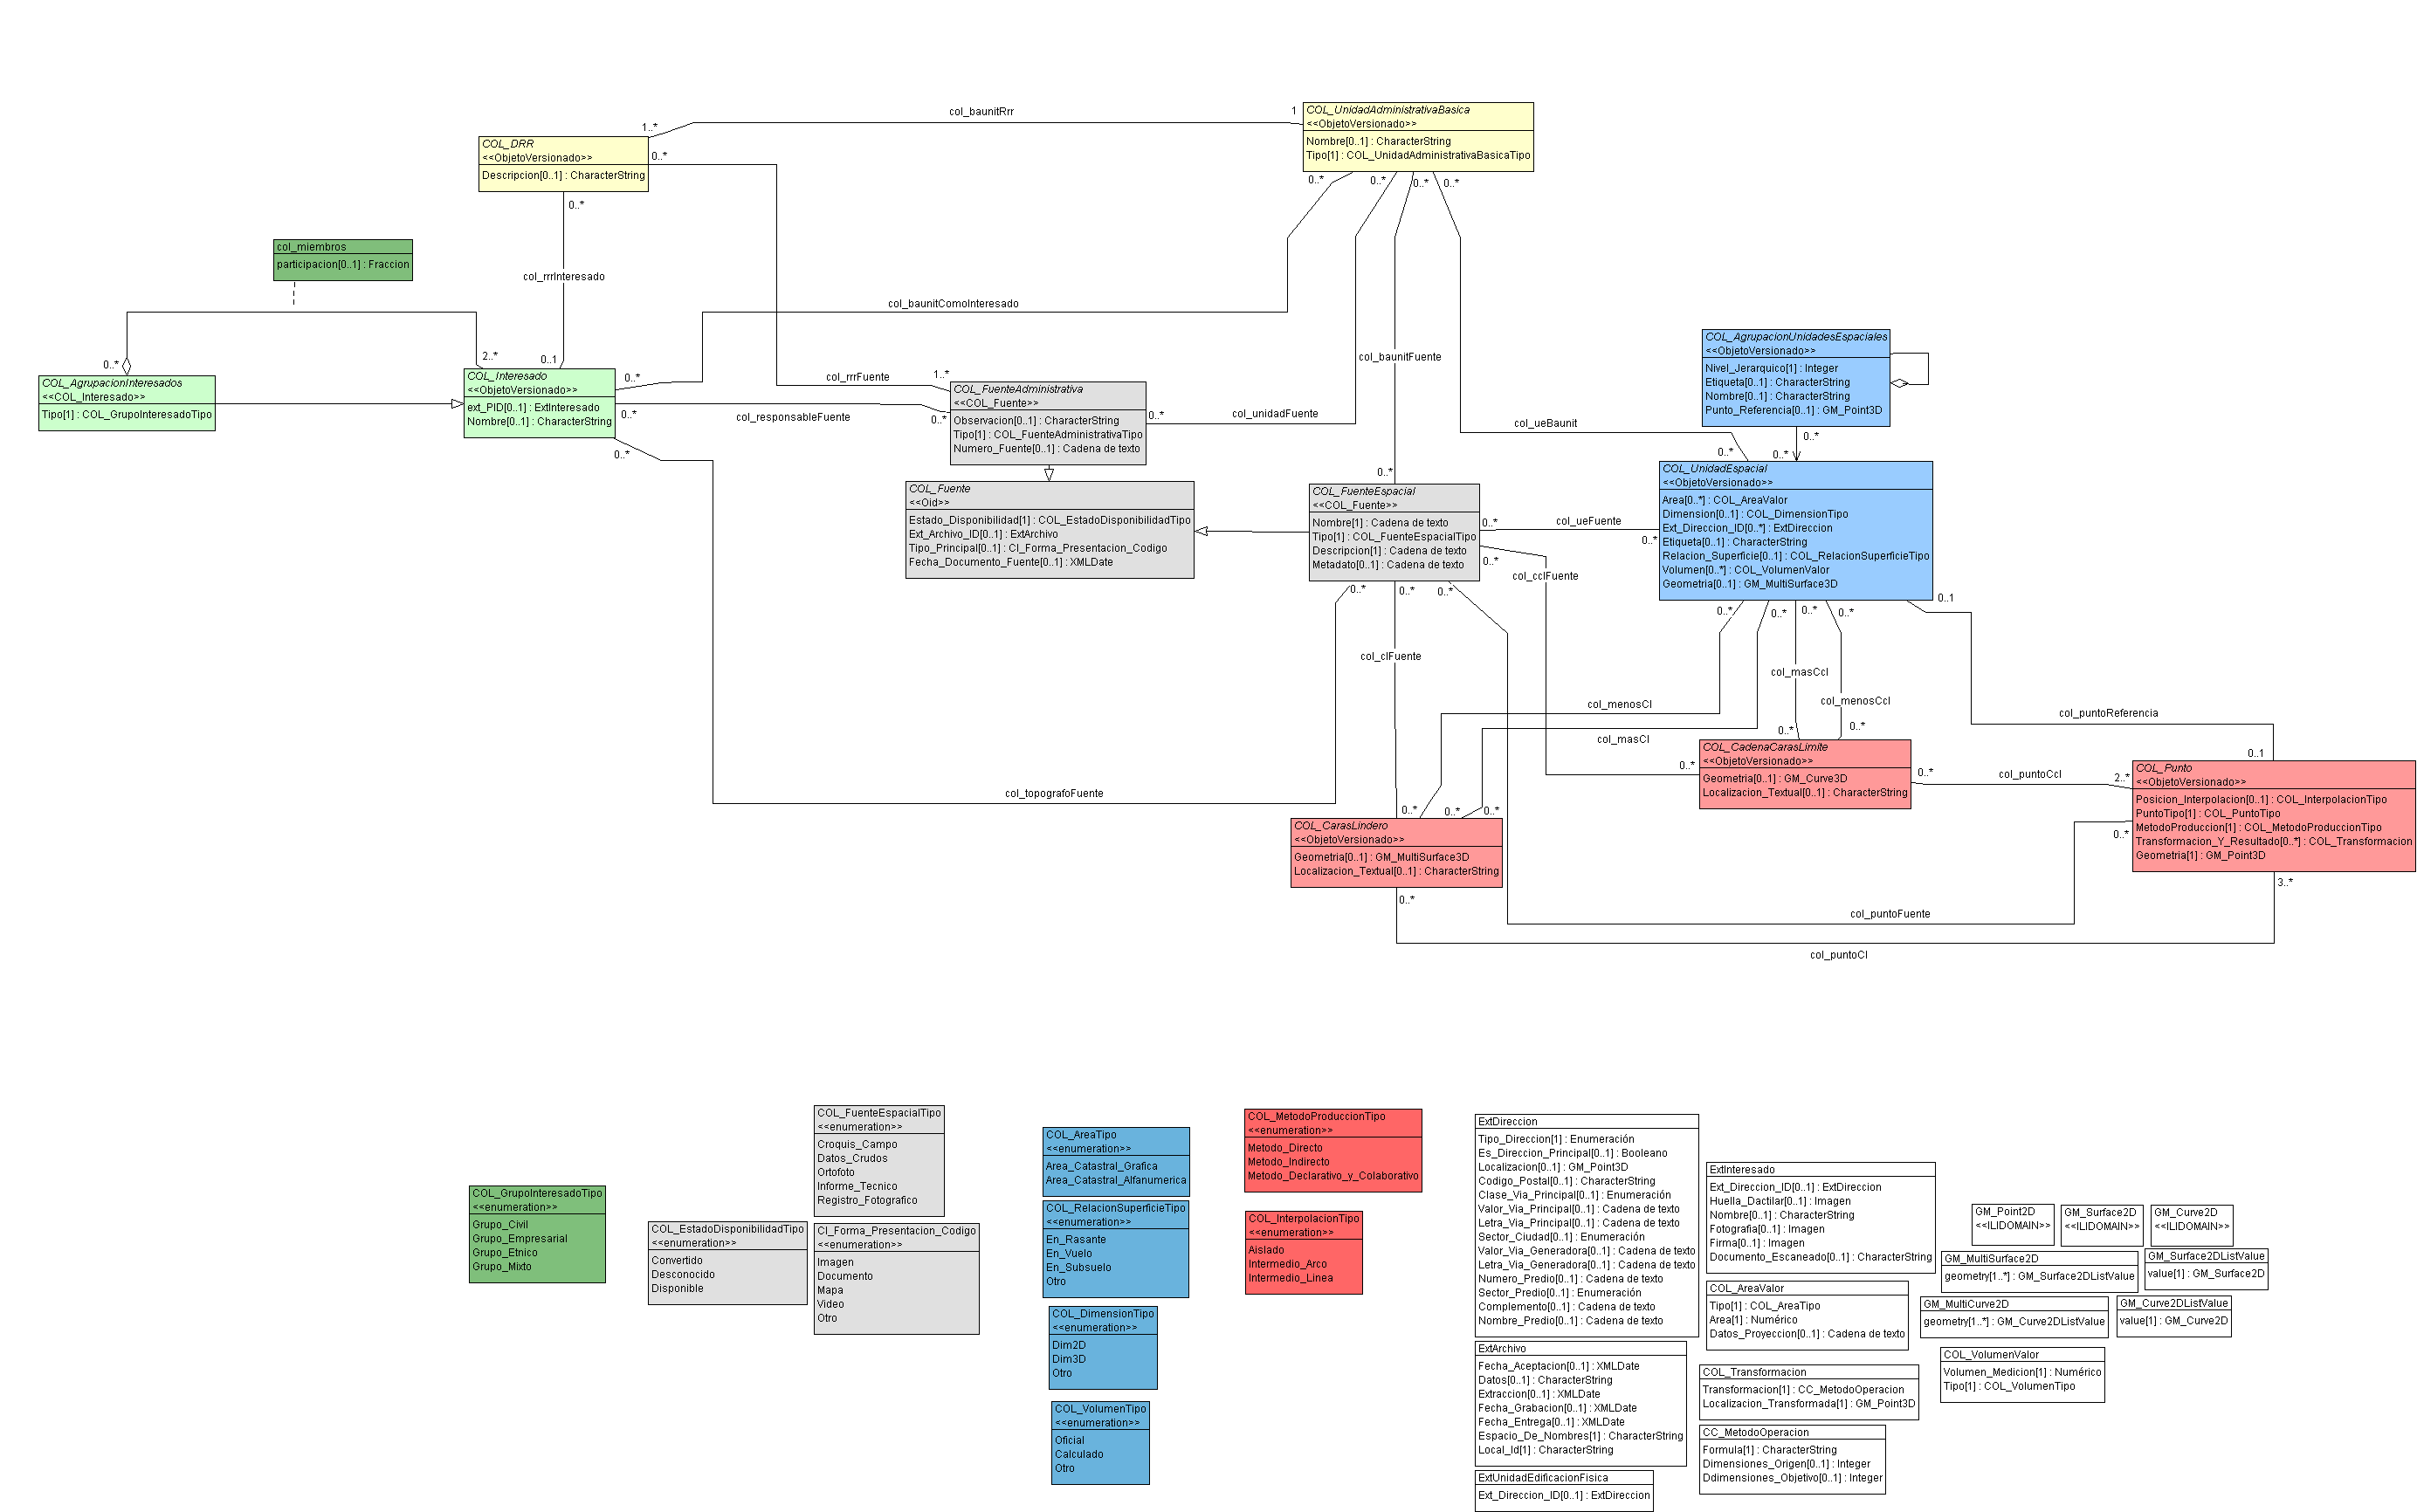 col_baunitRrr
1
1..*
COL_UnidadAdministrativaBasica
<<ObjetoVersionado>>
Nombre[0..1] : CharacterString
Tipo[1] : COL_UnidadAdministrativaBasicaTipo
COL_DRR
<<ObjetoVersionado>>
Descripcion[0..1] : CharacterString
0..*
0..*
0..*
0..*
0..*
0..*
col_miembros
participacion[0..1] : Fraccion
col_rrrInteresado
col_baunitComoInteresado
0..*
2..*
0..1
COL_AgrupacionInteresados
<<COL_Interesado>>
Tipo[1] : COL_GrupoInteresadoTipo
COL_Interesado
<<ObjetoVersionado>>
ext_PID[0..1] : ExtInteresado
Nombre[0..1] : CharacterString
0..*
0..*
0..*
col_rrrFuente
1..*
col_responsableFuente
0..*
COL_FuenteAdministrativa
<<COL_Fuente>>
Observacion[0..1] : CharacterString
Tipo[1] : COL_FuenteAdministrativaTipo
Numero_Fuente[0..1] : Cadena de texto
0..*
col_unidadFuente
col_baunitFuente
0..*
col_ueBaunit
COL_AgrupacionUnidadesEspaciales
<<ObjetoVersionado>>
Nivel_Jerarquico[1] : Integer
Etiqueta[0..1] : CharacterString
Nombre[0..1] : CharacterString
Punto_Referencia[0..1] : GM_Point3D
0..*
0..*
0..*
COL_Fuente
<<Oid>>
Estado_Disponibilidad[1] : COL_EstadoDisponibilidadTipo
Ext_Archivo_ID[0..1] : ExtArchivo
Tipo_Principal[0..1] : CI_Forma_Presentacion_Codigo
Fecha_Documento_Fuente[0..1] : XMLDate
COL_FuenteEspacial
<<COL_Fuente>>
Nombre[1] : Cadena de texto
Tipo[1] : COL_FuenteEspacialTipo
Descripcion[1] : Cadena de texto
Metadato[0..1] : Cadena de texto
0..*
col_ueFuente
0..*
0..*
col_cclFuente
0..*
0..*
0..*
COL_UnidadEspacial
<<ObjetoVersionado>>
Area[0..*] : COL_AreaValor
Dimension[0..1] : COL_DimensionTipo
Ext_Direccion_ID[0..*] : ExtDireccion
Etiqueta[0..1] : CharacterString
Relacion_Superficie[0..1] : COL_RelacionSuperficieTipo
Volumen[0..*] : COL_VolumenValor
Geometria[0..1] : GM_MultiSurface3D
0..*
0..*
0..*
0..*
0..1
col_clFuente
col_masCcl
col_menosCl
col_menosCcl
col_puntoReferencia
col_masCl
0..*
0..*
0..*
0..1
COL_CadenaCarasLimite
<<ObjetoVersionado>>
Geometria[0..1] : GM_Curve3D
Localizacion_Textual[0..1] : CharacterString
0..*
col_puntoCcl
2..*
COL_Punto
<<ObjetoVersionado>>
Posicion_Interpolacion[0..1] : COL_InterpolacionTipo
PuntoTipo[1] : COL_PuntoTipo
MetodoProduccion[1] : COL_MetodoProduccionTipo
Transformacion_Y_Resultado[0..*] : COL_Transformacion
Geometria[1] : GM_Point3D
0..*
3..*
col_topografoFuente
0..*
0..*
0..*
COL_CarasLindero
<<ObjetoVersionado>>
Geometria[0..1] : GM_MultiSurface3D
Localizacion_Textual[0..1] : CharacterString
0..*
col_puntoFuente
col_puntoCl
COL_GrupoInteresadoTipo
<<enumeration>>
Grupo_Civil
Grupo_Empresarial
Grupo_Etnico
Grupo_Mixto
COL_EstadoDisponibilidadTipo
<<enumeration>>
Convertido
Desconocido
Disponible
COL_FuenteEspacialTipo
<<enumeration>>
Croquis_Campo
Datos_Crudos
Ortofoto
Informe_Tecnico
Registro_Fotografico
CI_Forma_Presentacion_Codigo
<<enumeration>>
Imagen
Documento
Mapa
Video
Otro
COL_AreaTipo
<<enumeration>>
Area_Catastral_Grafica
Area_Catastral_Alfanumerica
COL_RelacionSuperficieTipo
<<enumeration>>
En_Rasante
En_Vuelo
En_Subsuelo
Otro
COL_DimensionTipo
<<enumeration>>
Dim2D
Dim3D
Otro
COL_VolumenTipo
<<enumeration>>
Oficial
Calculado
Otro
COL_MetodoProduccionTipo
<<enumeration>>
Metodo_Directo
Metodo_Indirecto
Metodo_Declarativo_y_Colaborativo
COL_InterpolacionTipo
<<enumeration>>
Aislado
Intermedio_Arco
Intermedio_Linea
ExtDireccion
Tipo_Direccion[1] : Enumeración
Es_Direccion_Principal[0..1] : Booleano
Localizacion[0..1] : GM_Point3D
Codigo_Postal[0..1] : CharacterString
Clase_Via_Principal[0..1] : Enumeración
Valor_Via_Principal[0..1] : Cadena de texto
Letra_Via_Principal[0..1] : Cadena de texto
Sector_Ciudad[0..1] : Enumeración
Valor_Via_Generadora[0..1] : Cadena de texto
Letra_Via_Generadora[0..1] : Cadena de texto
Numero_Predio[0..1] : Cadena de texto
Sector_Predio[0..1] : Enumeración
Complemento[0..1] : Cadena de texto
Nombre_Predio[0..1] : Cadena de texto
ExtArchivo
Fecha_Aceptacion[0..1] : XMLDate
Datos[0..1] : CharacterString
Extraccion[0..1] : XMLDate
Fecha_Grabacion[0..1] : XMLDate
Fecha_Entrega[0..1] : XMLDate
Espacio_De_Nombres[1] : CharacterString
Local_Id[1] : CharacterString
ExtUnidadEdificacionFisica
Ext_Direccion_ID[0..1] : ExtDireccion
ExtInteresado
Ext_Direccion_ID[0..1] : ExtDireccion
Huella_Dactilar[0..1] : Imagen
Nombre[0..1] : CharacterString
Fotografia[0..1] : Imagen
Firma[0..1] : Imagen
Documento_Escaneado[0..1] : CharacterString
COL_AreaValor
Tipo[1] : COL_AreaTipo
Area[1] : Numérico
Datos_Proyeccion[0..1] : Cadena de texto
COL_Transformacion
Transformacion[1] : CC_MetodoOperacion
Localizacion_Transformada[1] : GM_Point3D
CC_MetodoOperacion
Formula[1] : CharacterString
Dimensiones_Origen[0..1] : Integer
Ddimensiones_Objetivo[0..1] : Integer
GM_Point2D
<<ILIDOMAIN>>
GM_Surface2D
<<ILIDOMAIN>>
GM_Curve2D
<<ILIDOMAIN>>
GM_MultiSurface2D
geometry[1..*] : GM_Surface2DListValue
GM_Surface2DListValue
value[1] : GM_Surface2D
GM_MultiCurve2D
geometry[1..*] : GM_Curve2DListValue
GM_Curve2DListValue
value[1] : GM_Curve2D
COL_VolumenValor
Volumen_Medicion[1] : Numérico
Tipo[1] : COL_VolumenTipo